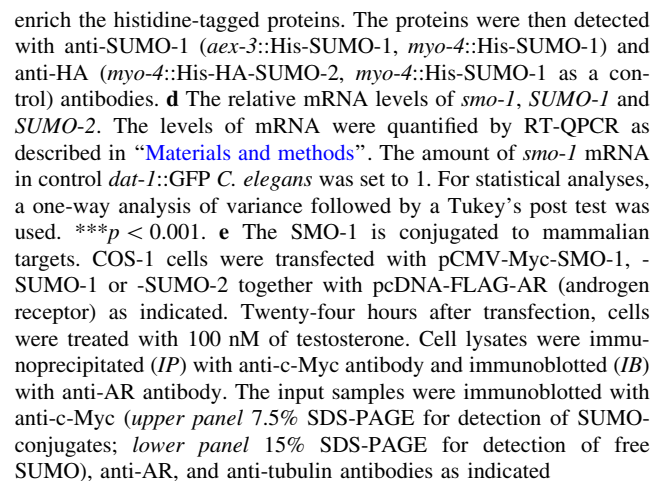 enrich the histidine-tagged proteins. The proteins were then detected
with anti-SUMO-1 (aex-3::His-SUMO-1, myo-4::His-SUMO-1) and
anti-HA (myo-4::His-HA-SUMO-2, myo-4::His-SUMO-1 as a con-
trol) antibodies. d The relative mRNA levels of smo-1, SUMO-1 and
SUMO-2. The levels of mRNA were quantified by RT-QPCR as
described in “Materials and methods”. The amount of smo-1 mRNA
in control dat-1::GFP C. elegans was set to 1. For statistical analyses,
a one-way analysis of variance followed by a Tukey’s post test was
used. ***p < 0.001. e The SMO-1 is conjugated to mammalian
targets. COS-1 cells were transfected with pCMV-Myc-SMO-1, -
SUMO-1 or -SUMO-2 together with pcDNA-FLAG-AR (androgen
receptor) as indicated. Twenty-four hours after transfection, cells
were treated with 100 nM of testosterone. Cell lysates were immu-
noprecipitated (IP) with anti-c-Myc antibody and immunoblotted (IB)
with anti-AR antibody. The input samples were immunoblotted with
anti-c-Myc (upper panel 7.5% SDS-PAGE for detection of SUMO-
conjugates; lower panel 15% SDS-PAGE for detection of free
SUMO), anti-AR, and anti-tubulin antibodies as indicated